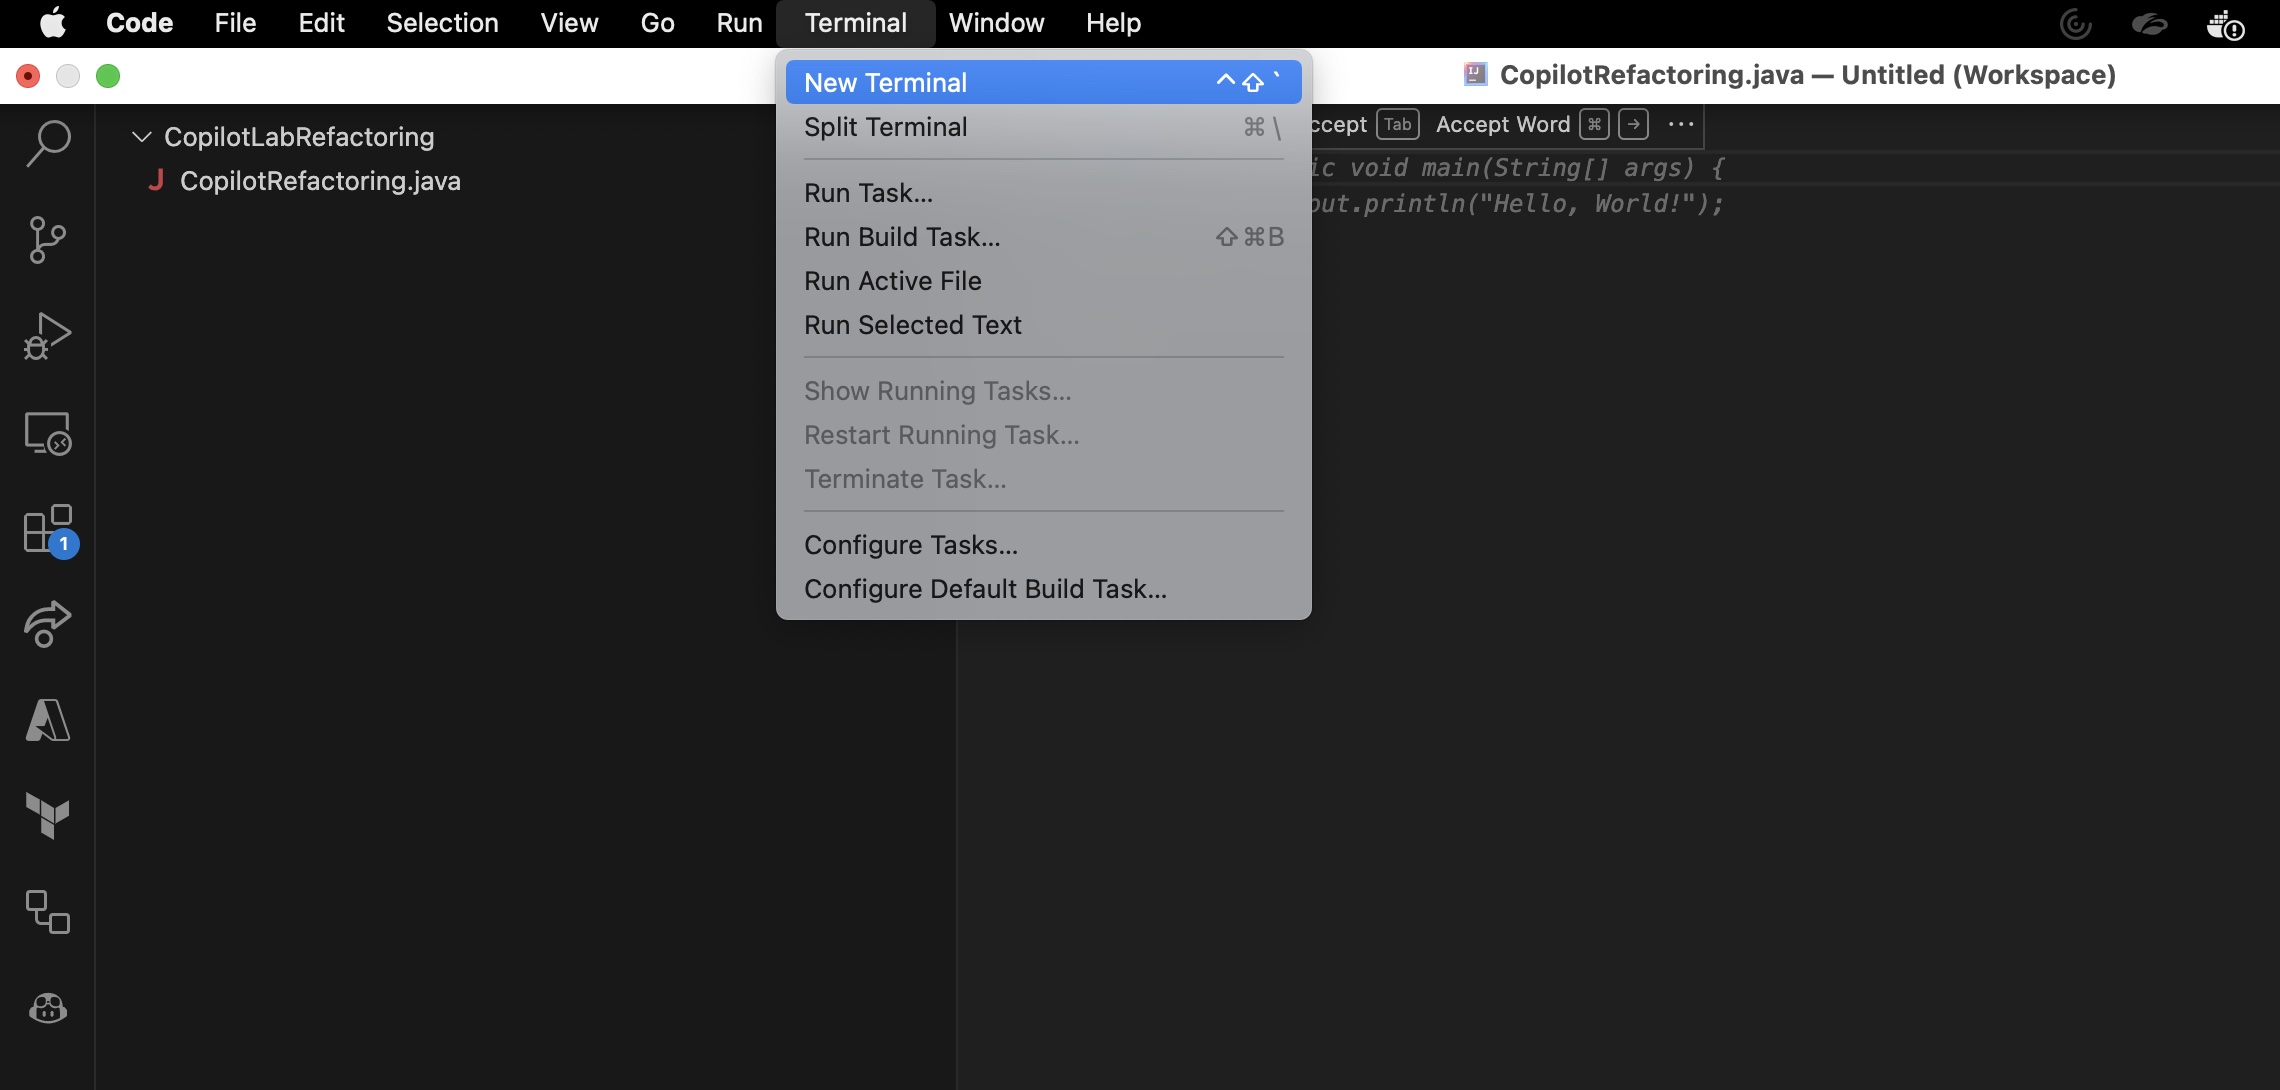 Code File Edit Selection View Go Run Terminal Window Help
CopilotRefactoring.java — Untitled (Workspace)
New Terminal ^⇧`
Split Terminal ⌘\
Run Task...
Run Build Task... ⇧⌘B
Run Active File
Run Selected Text
Show Running Tasks...
Restart Running Task...
Terminate Task...
Configure Tasks...
Configure Default Build Task...
CopilotLabRefactoring
J CopilotRefactoring.java
1
ccept Tab Accept Word ⌘ → ···
ic void main(String[] args) {
out.println("Hello, World!");